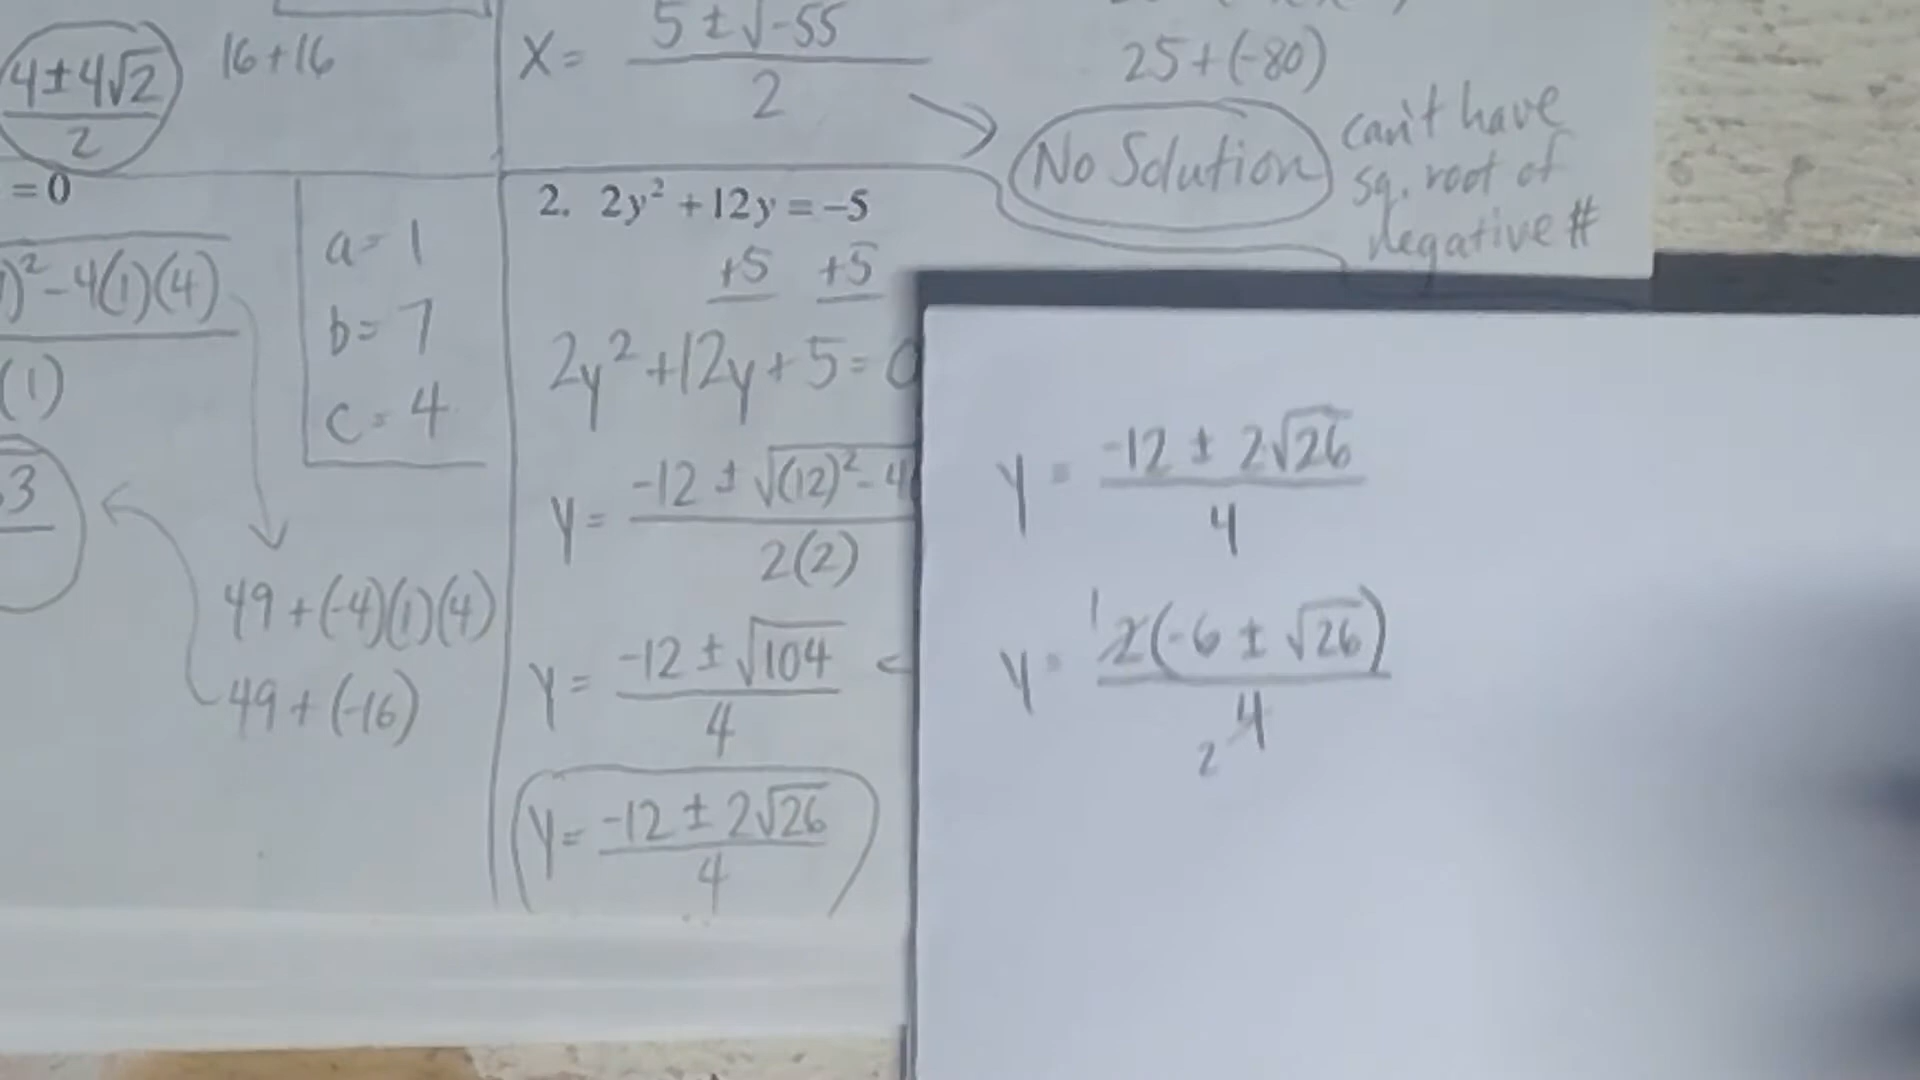 4±4√2
2
16+16
X = 5±√-55
2
25+(-80)
No Solution
can't have
sq. root of
negative #
= 0
)²-4(1)(4)
(1)
3
a = 1
b = 7
c = 4
49+(-4)(1)(4)
49+(-16)
2. 2y² + 12y = -5
+5 +5
2y²+12y+5=0
y = -12 ± √(12)²-4
2(2)
y = -12 ± √104
4
y = -12 ± 2√26
4
y = -12 ± 2√26
4
1
y = 2(-6 ± √26)
4
2